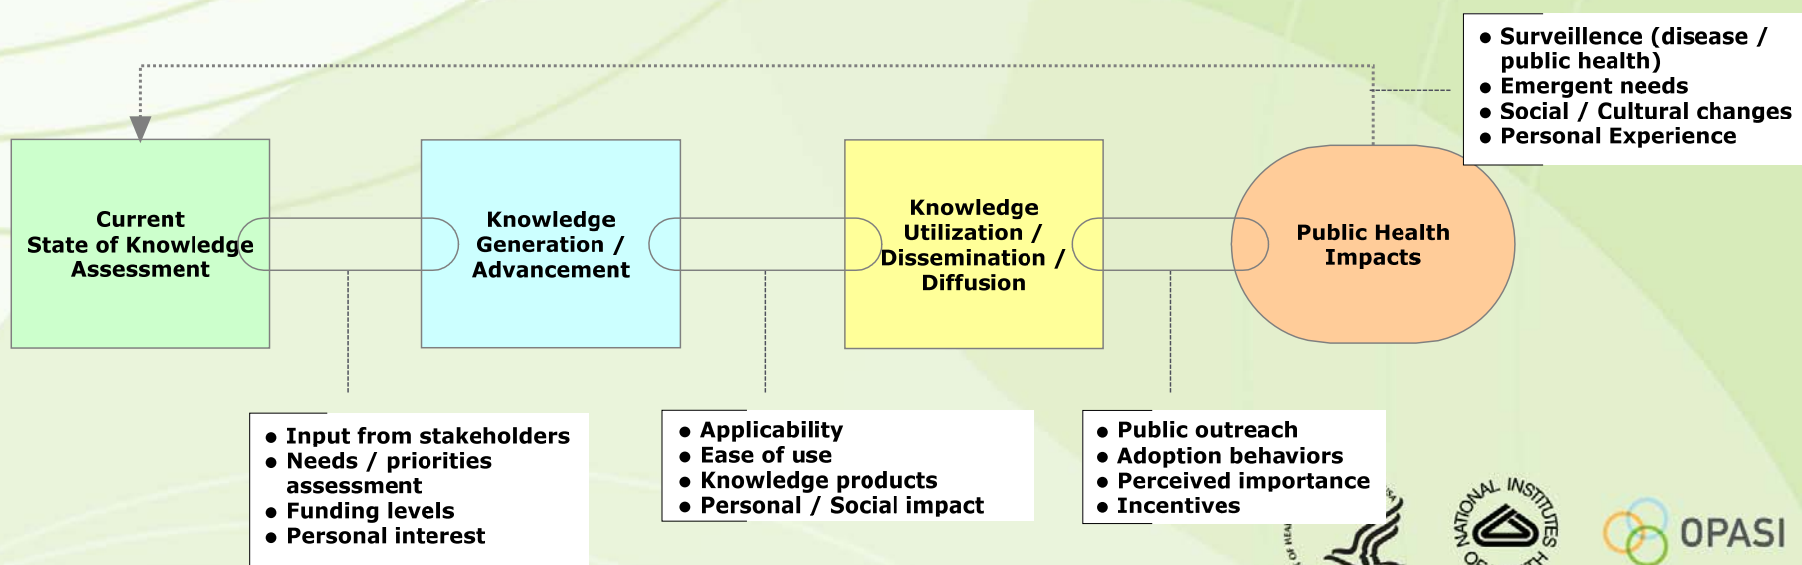 ● Surveillence (disease /
public health)
● Emergent needs
● Social / Cultural changes
● Personal Experience
Current
State of Knowledge
Assessment
Knowledge
Generation /
Advancement
Knowledge
Utilization /
Dissemination /
Diffusion
Public Health
Impacts
● Input from stakeholders
● Needs / priorities
assessment
● Funding levels
● Personal interest
● Applicability
● Ease of use
● Knowledge products
● Personal / Social impact
● Public outreach
● Adoption behaviors
● Perceived importance
● Incentives
NATIONAL INSTITUTES
OPASI